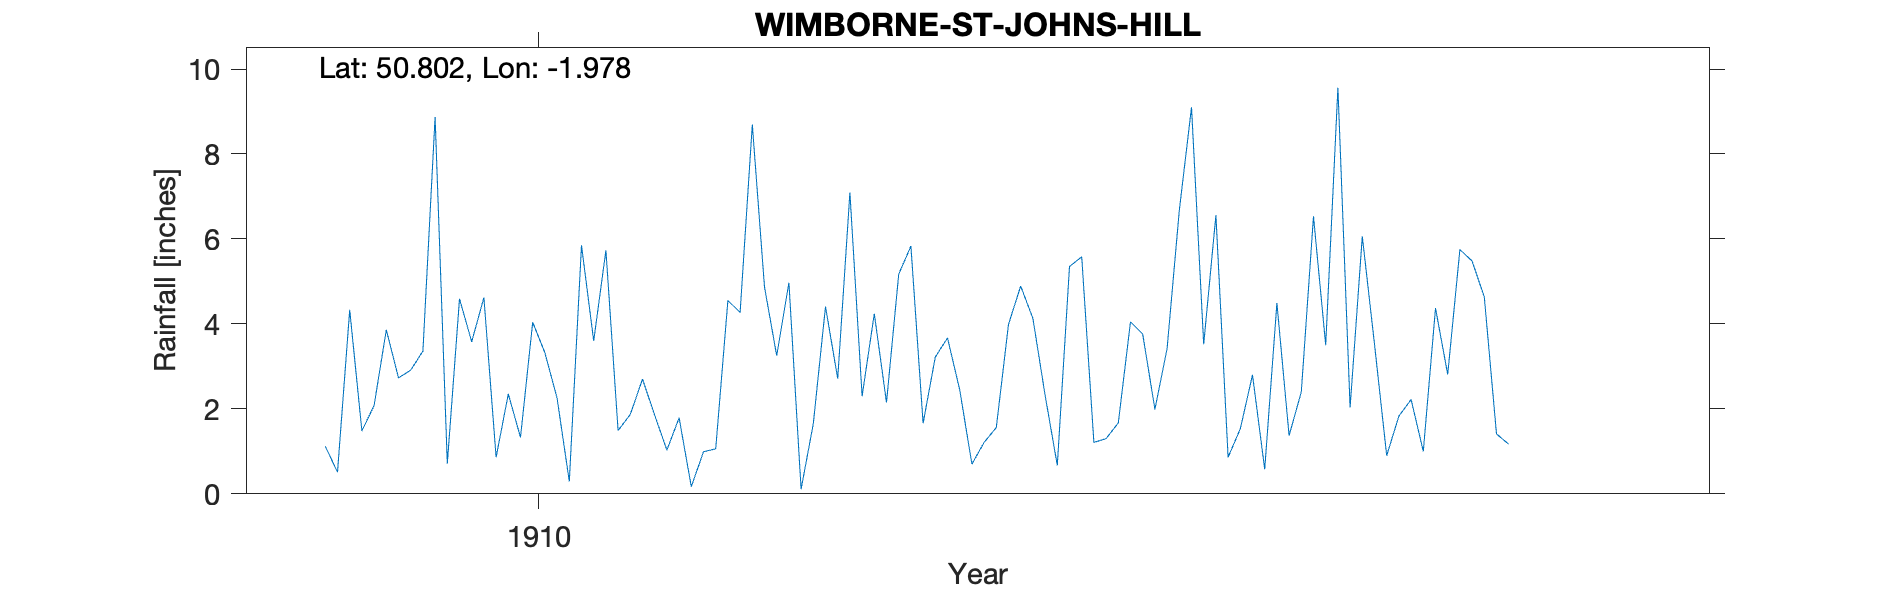 WIMBORNE-ST-JOHNS-HILL
Lat: 50.802, Lon: -1.978
10
8
6
4
2
0
Rainfall [inches]
1910
Year